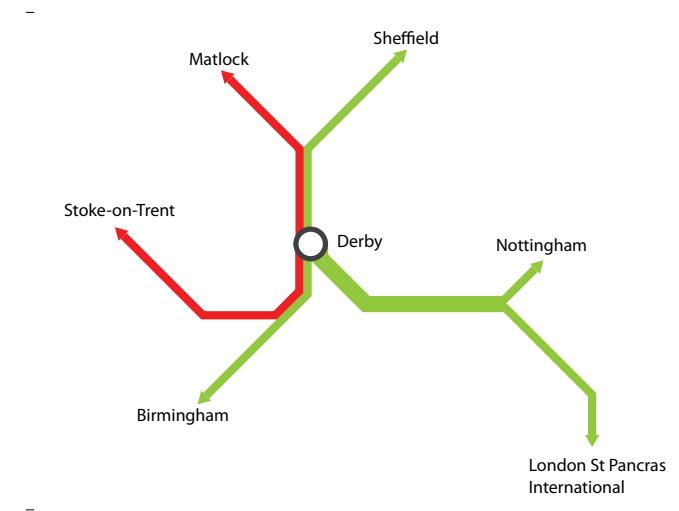 Sheffield
Matlock
Stoke-on-Trent
Derby
Nottingham
Birmingham
London St Pancras
International